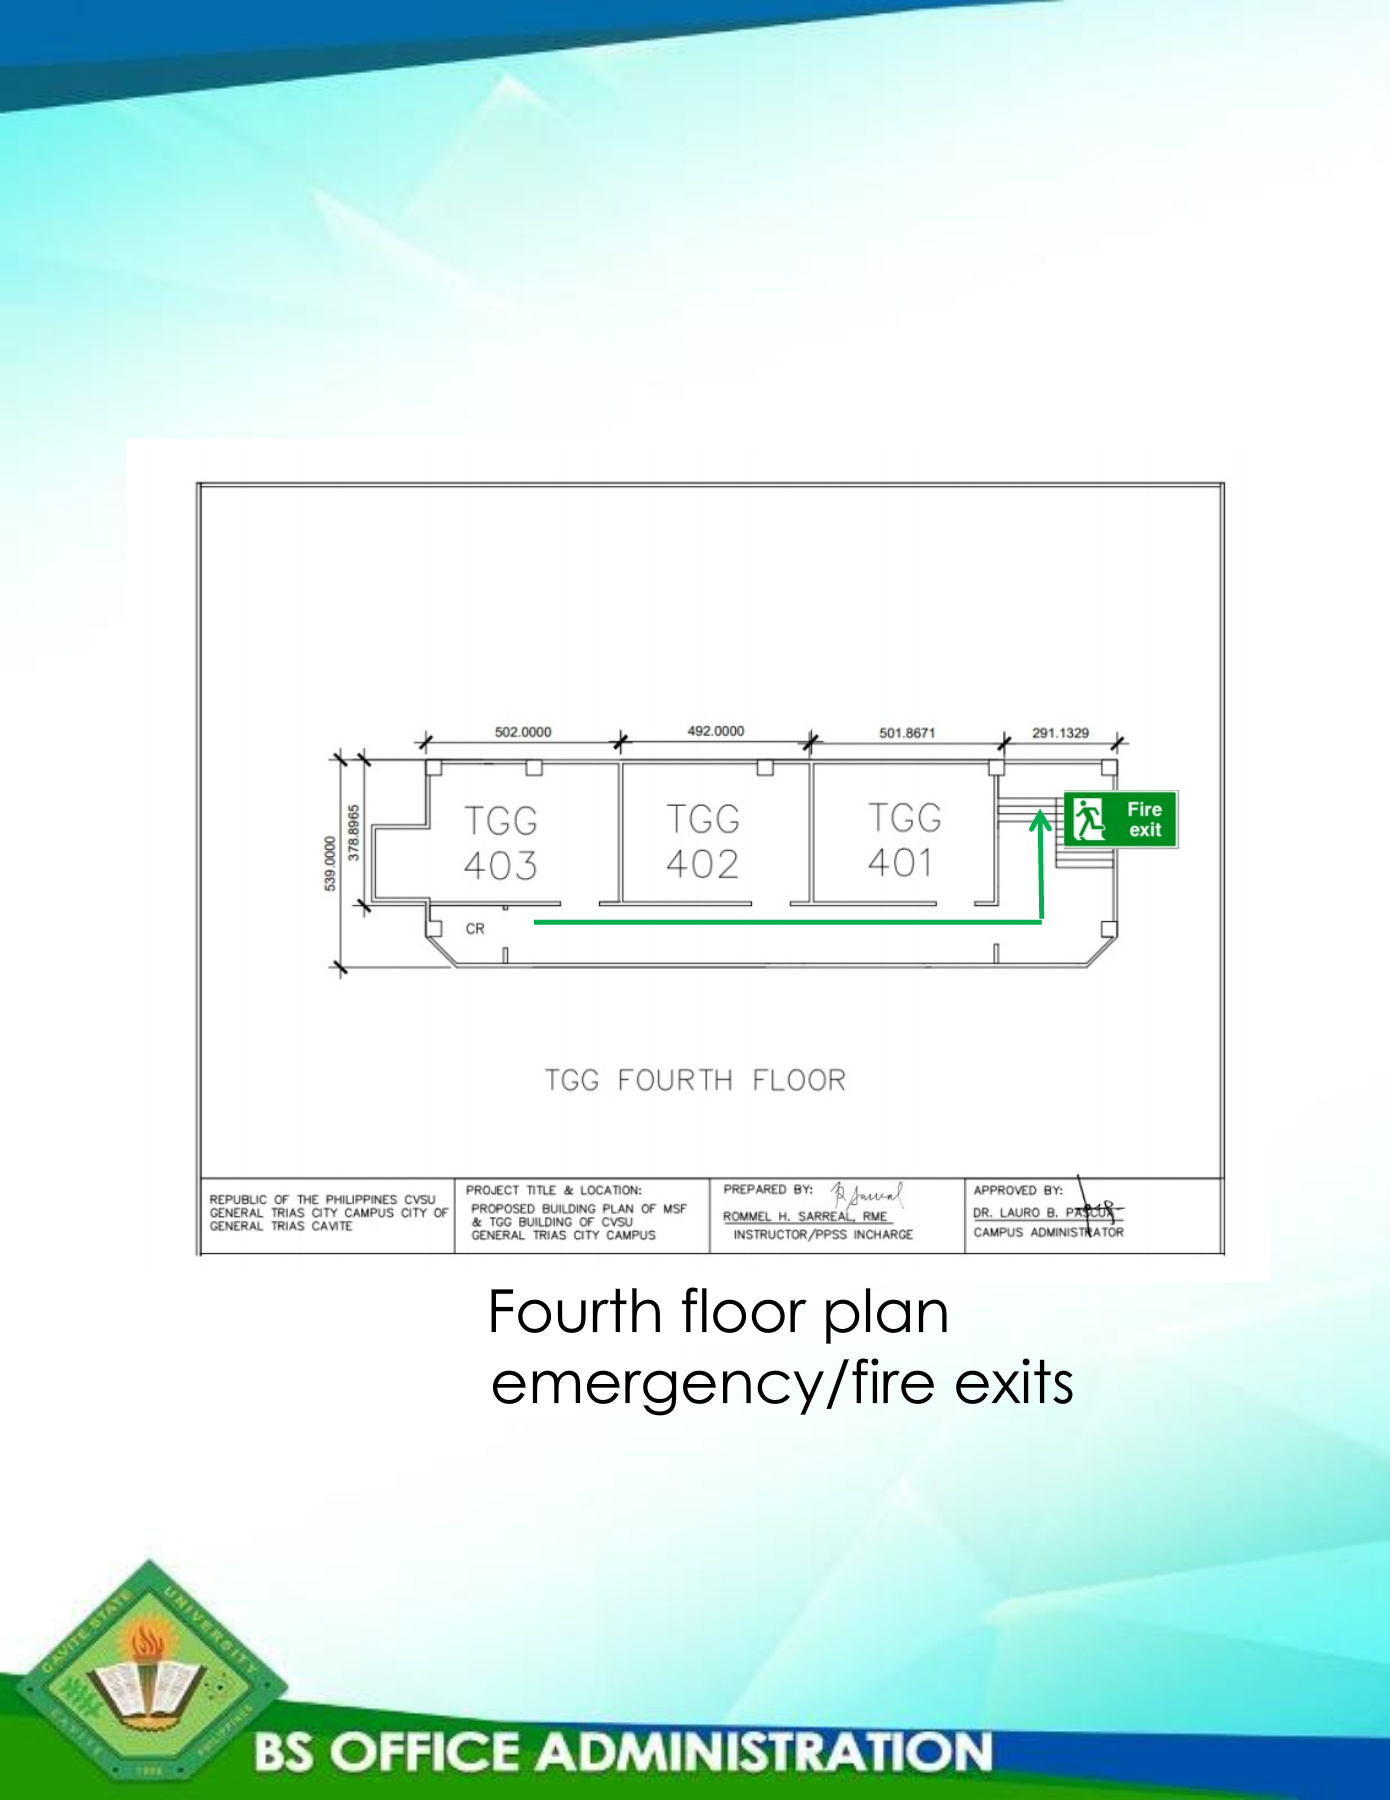 502.0000
492.0000
501.8671
291.1329
539.0000
378.8965
TGG
403
TGG
402
TGG
401
Fire
exit
CR
TGG FOURTH FLOOR
REPUBLIC OF THE PHILIPPINES CVSU
GENERAL TRIAS CITY CAMPUS CITY OF
GENERAL TRIAS CAVITE
PROJECT TITLE & LOCATION:
PROPOSED BUILDING PLAN OF MSF
& TGG BUILDING OF CVSU
GENERAL TRIAS CITY CAMPUS
PREPARED BY:
ROMMEL H. SARREAL, RME
INSTRUCTOR/PPSS INCHARGE
APPROVED BY:
DR. LAURO B. PASCUA
CAMPUS ADMINISTRATOR
Fourth floor plan
emergency/fire exits
CAVITE STATE UNIVERSITY
CAVITE PHILIPPINES
BS OFFICE ADMINISTRATION